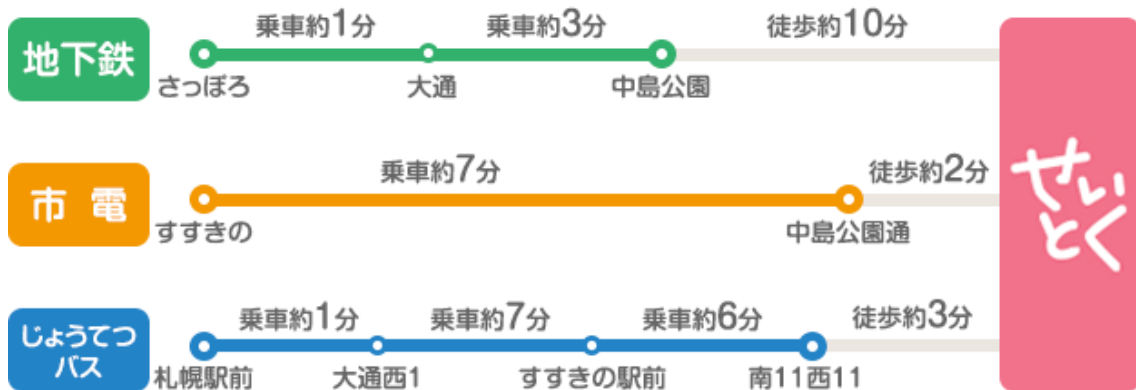 地下鉄
乗車約1分 乗車約3分 徒歩約10分
さっぽろ 大通 中島公園
市電
乗車約7分 徒歩約2分
すすきの 中島公園通
せいとく
じょうてつ
バス
乗車約1分 乗車約7分 乗車約6分 徒歩約3分
札幌駅前 大通西1 すすきの駅前 南11西11